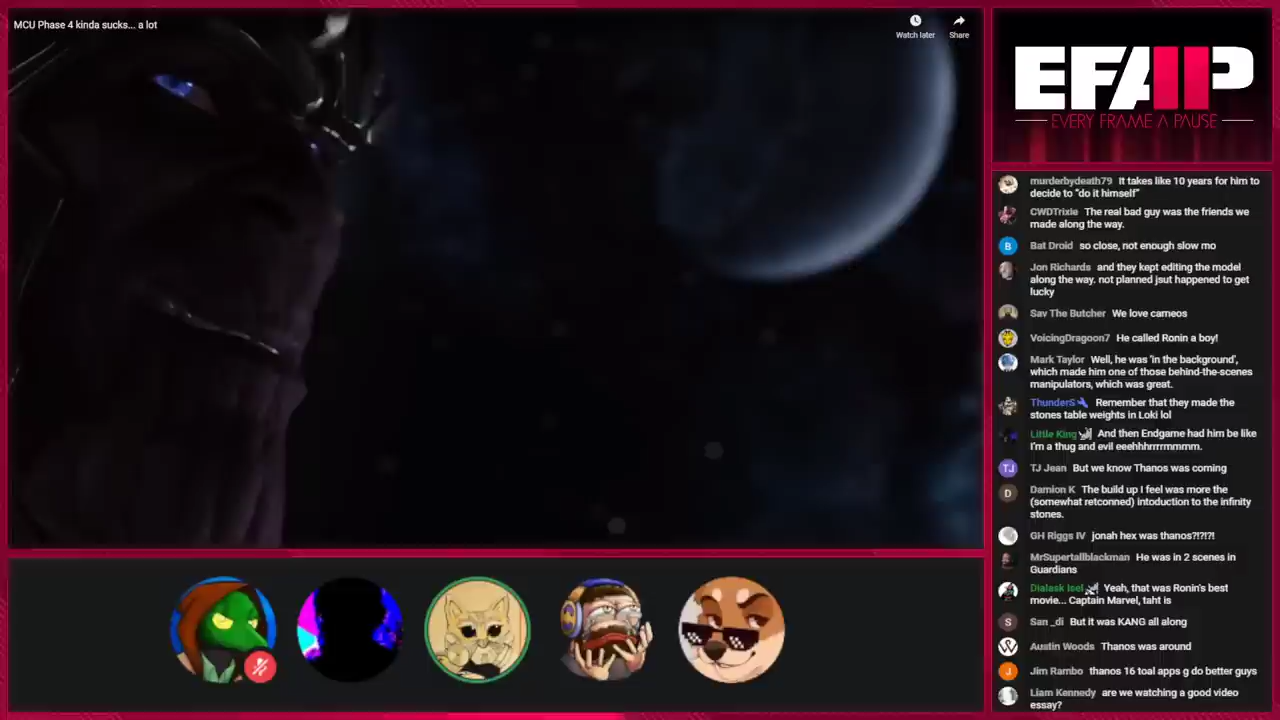 MCU Phase 4 kinda sucks... a lot
Watch later
Share
EFAP
EVERY FRAME A PAUSE
murderbydeath79 It takes like 10 years for him to
decide to "do it himself"
CWDTrixie The real bad guy was the friends we
made along the way.
B
Bat Droid so close, not enough slow mo
Jon Richards and they kept editing the model
along the way. not planned jsut happened to get
lucky
Sav The Butcher We love cameos
VoicingDragoon7 He called Ronin a boy!
Mark Taylor Well, he was 'in the background',
which made him one of those behind-the-scenes
manipulators, which was great.
ThunderS Remember that they made the
stones table weights in Loki lol
Little King And then Endgame had him be like
I'm a thug and evil eeehhhrrrrmmmm.
TJ
TJ Jean But we know Thanos was coming
D
Damion K The build up I feel was more the
(somewhat retconned) intoduction to the infinity
stones.
GH Riggs IV jonah hex was thanos?!?!?!
MrSupertallblackman He was in 2 scenes in
Guardians
Dialask Isel Yeah, that was Ronin's best
movie... Captain Marvel, taht is
S
San _di But it was KANG all along
Austin Woods Thanos was around
J
Jim Rambo thanos 16 toal apps g do better guys
Liam Kennedy are we watching a good video
essay?